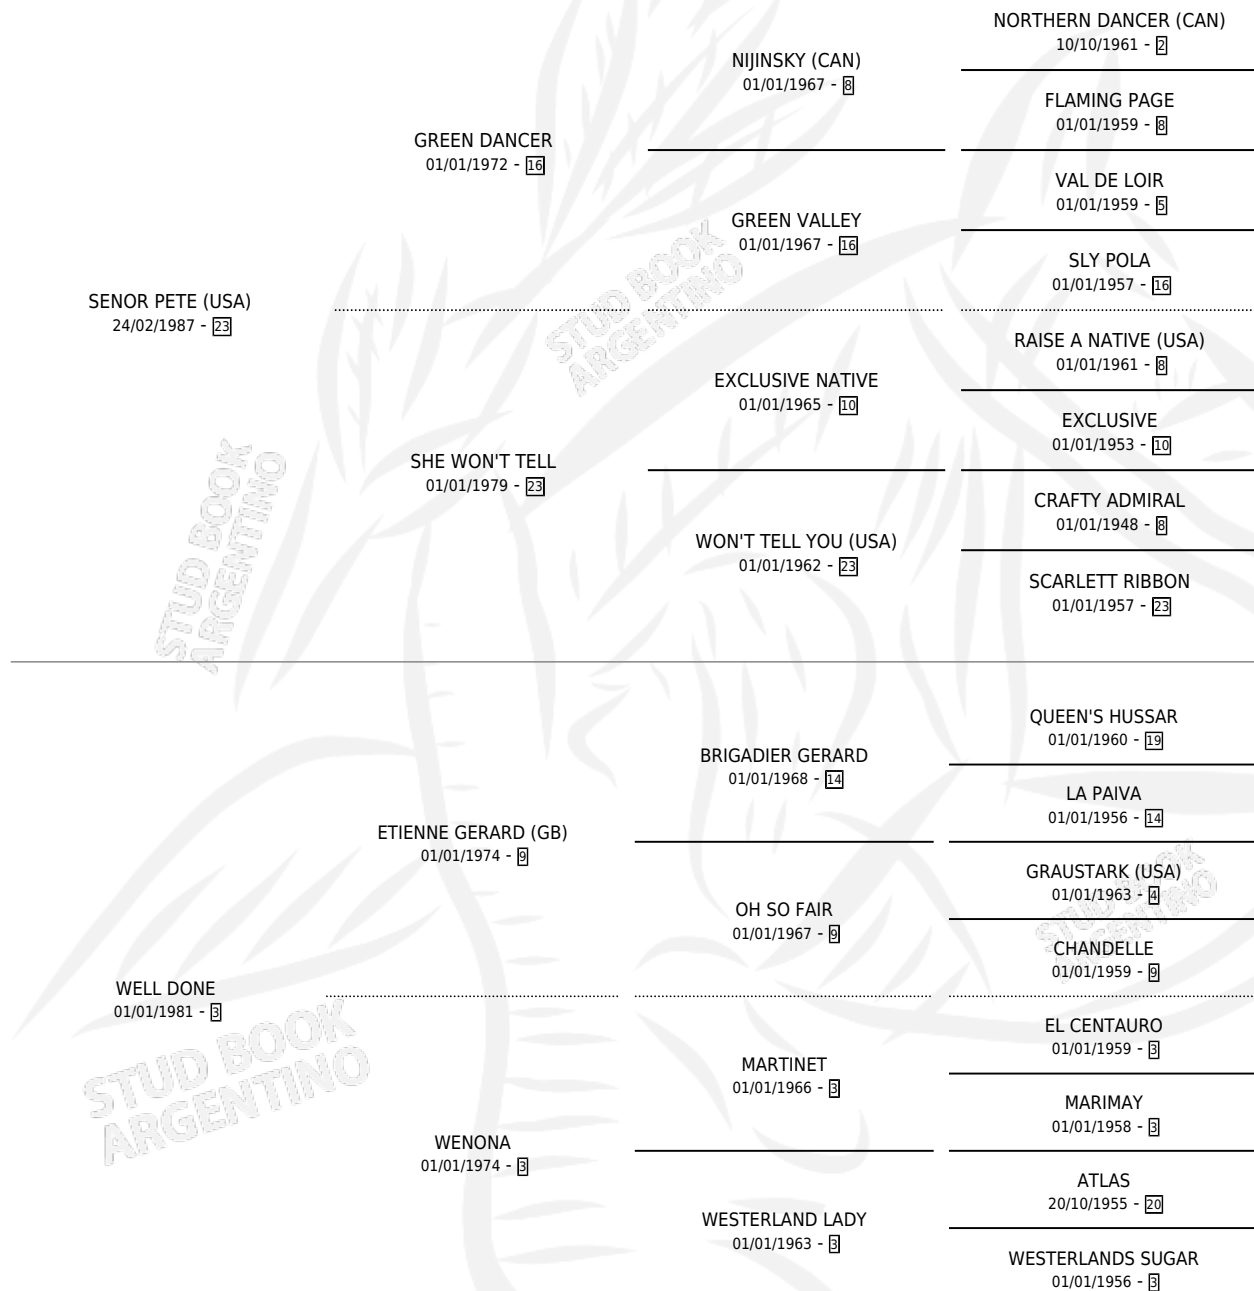 NORTHERN DANCER (CAN)
10/10/1961 - 2
NIJINSKY (CAN)
01/01/1967 - 8
FLAMING PAGE
01/01/1959 - 8
GREEN DANCER
01/01/1972 - 16
VAL DE LOIR
01/01/1959 - 5
GREEN VALLEY
01/01/1967 - 16
SLY POLA
01/01/1957 - 16
SENOR PETE (USA)
24/02/1987 - 23
STUD BOOK
ARGENTINO
RAISE A NATIVE (USA)
01/01/1961 - 8
EXCLUSIVE NATIVE
01/01/1965 - 10
EXCLUSIVE
01/01/1953 - 10
SHE WON'T TELL
01/01/1979 - 23
CRAFTY ADMIRAL
01/01/1948 - 8
WON'T TELL YOU (USA)
01/01/1962 - 23
SCARLETT RIBBON
01/01/1957 - 23
STUD BOOK
ARGENTINO
QUEEN'S HUSSAR
01/01/1960 - 19
BRIGADIER GERARD
01/01/1968 - 14
LA PAIVA
01/01/1956 - 14
ETIENNE GERARD (GB)
01/01/1974 - 9
GRAUSTARK (USA)
01/01/1963 - 4
OH SO FAIR
01/01/1967 - 9
CHANDELLE
01/01/1959 - 9
STUD BOOK
ARGENTINO
WELL DONE
01/01/1981 - 3
EL CENTAURO
01/01/1959 - 3
MARTINET
01/01/1966 - 3
MARIMAY
01/01/1958 - 3
STUD BOOK
ARGENTINO
WENONA
01/01/1974 - 3
ATLAS
20/10/1955 - 20
WESTERLAND LADY
01/01/1963 - 3
WESTERLANDS SUGAR
01/01/1956 - 3